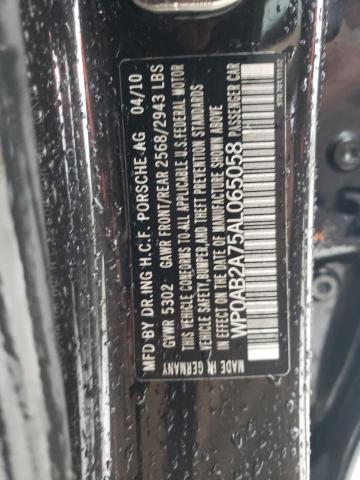 MFD BY DR.ING H.C.F. PORSCHE AG 04/10
GVWR 5302 GAWR FRONT/REAR 2568/2943 LBS
THIS VEHICLE CONFORMS TO ALL APPLICABLE U.S.FEDERAL MOTOR
VEHICLE SAFETY,BUMPER,AND THEFT PREVENTION STANDARDS
IN EFFECT ON THE DATE OF MANUFACTURE SHOWN ABOVE
WP0AB2A75AL065058 PASSENGER CAR
MADE IN GERMANY